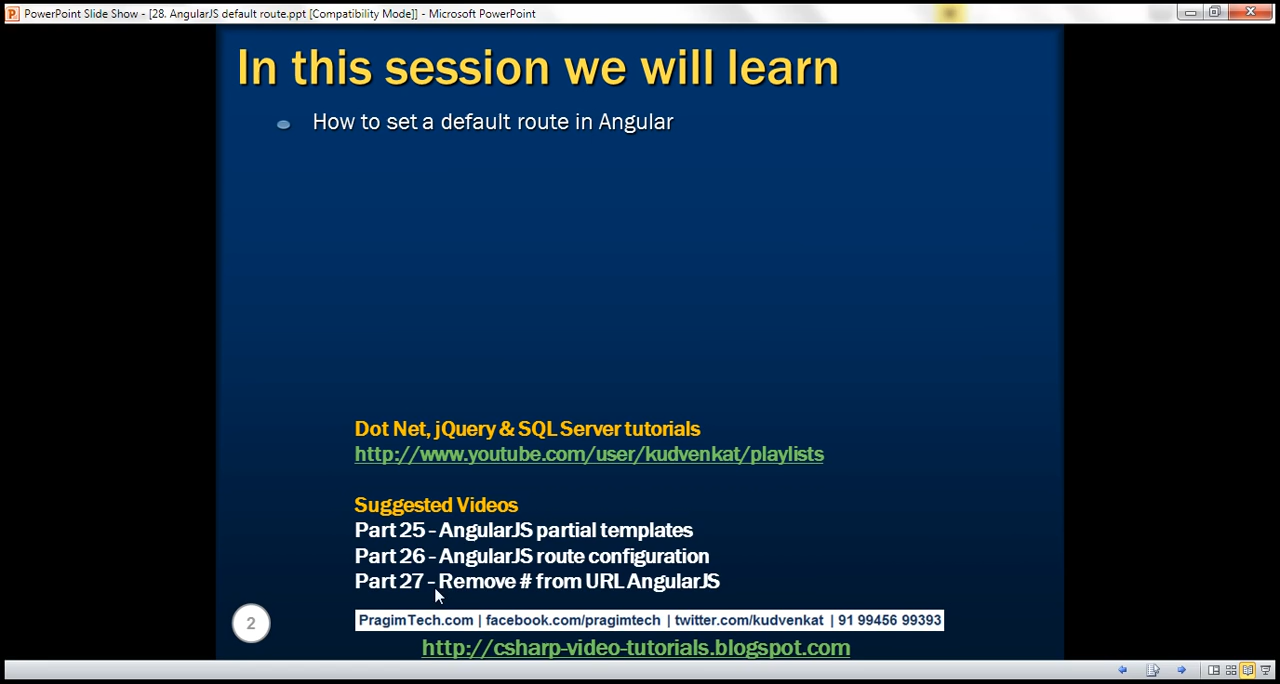 PowerPoint Slide Show - [28. AngularJS default route.ppt [Compatibility Mode]] - Microsoft PowerPoint
In this session we will learn
How to set a default route in Angular
Dot Net, jQuery & SQL Server tutorials
http://www.youtube.com/user/kudvenkat/playlists
Suggested Videos
Part 25 - AngularJS partial templates
Part 26 - AngularJS route configuration
Part 27 - Remove # from URL AngularJS
2
PragimTech.com | facebook.com/pragimtech | twitter.com/kudvenkat | 91 99456 99393
http://csharp-video-tutorials.blogspot.com